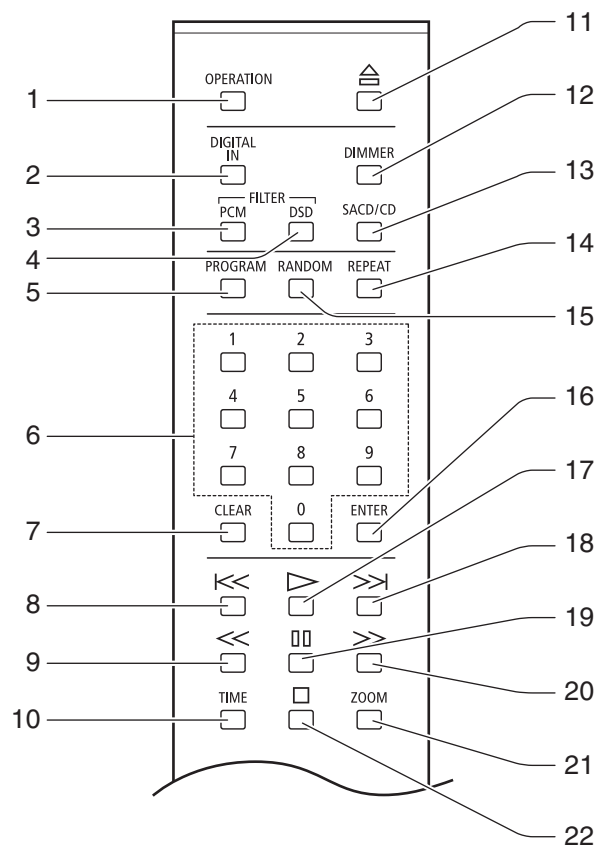 11
OPERATION
1
12
DIGITAL IN
DIMMER
2
13
FILTER
PCM DSD SACD/CD
3
14
4
PROGRAM RANDOM REPEAT
5
15
1 2 3
4 5 6
16
6
7 8 9
17
CLEAR 0 ENTER
7
18
8
19
9
20
TIME ZOOM
10
21
22